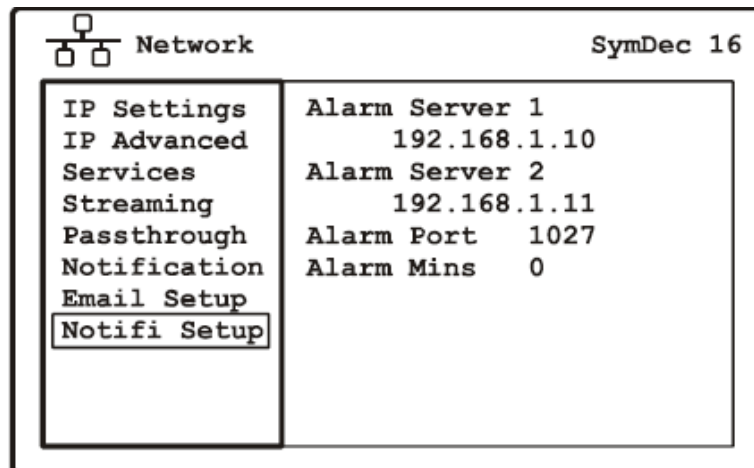 Network
SymDec 16
IP Settings
IP Advanced
Services
Streaming
Passthrough
Notification
Email Setup
Notifi Setup
Alarm Server 1
192.168.1.10
Alarm Server 2
192.168.1.11
Alarm Port 1027
Alarm Mins 0